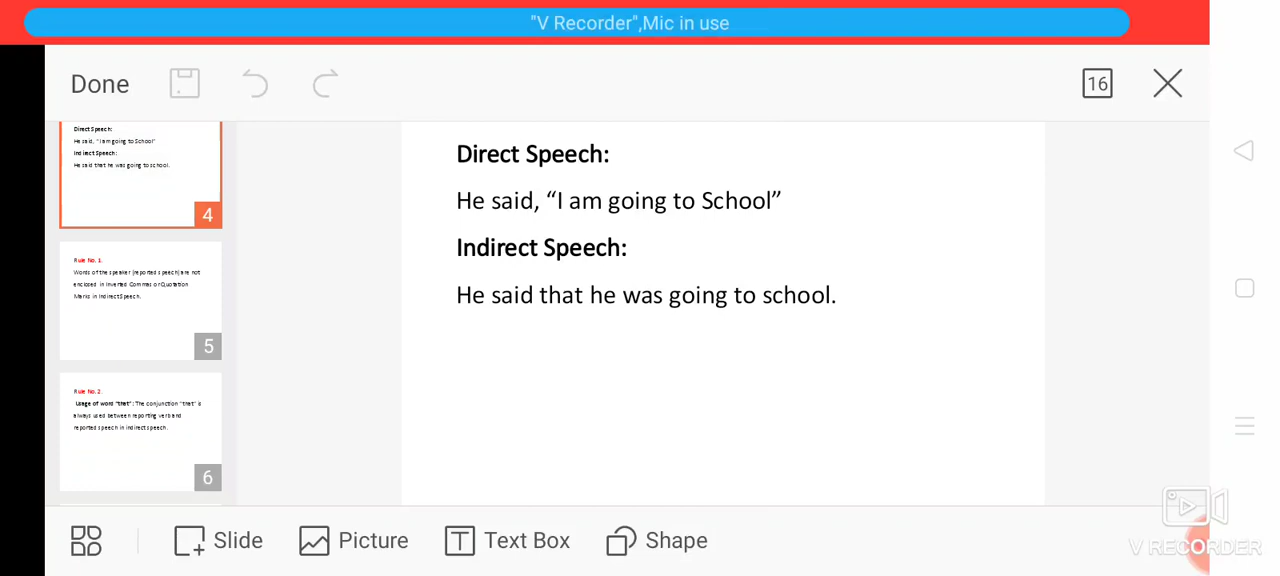 "V Recorder",Mic in use
Done
16
Direct Speech:
He said, “I am going to School”
Indirect Speech:
He said that he was going to school.
4
Direct Speech:
He said, “I am going to School”
Indirect Speech:
He said that he was going to school.
Rule No. 1.
Words of the speaker (reported speech) are not
enclosed in Inverted Commas or Quotation
Marks in Indirect Speech.
5
Rule No. 2.
Usage of word "that": The conjunction "that" is
always used between reporting verb and
reported speech in indirect speech.
6
Slide
Picture
Text Box
Shape
V RECORDER